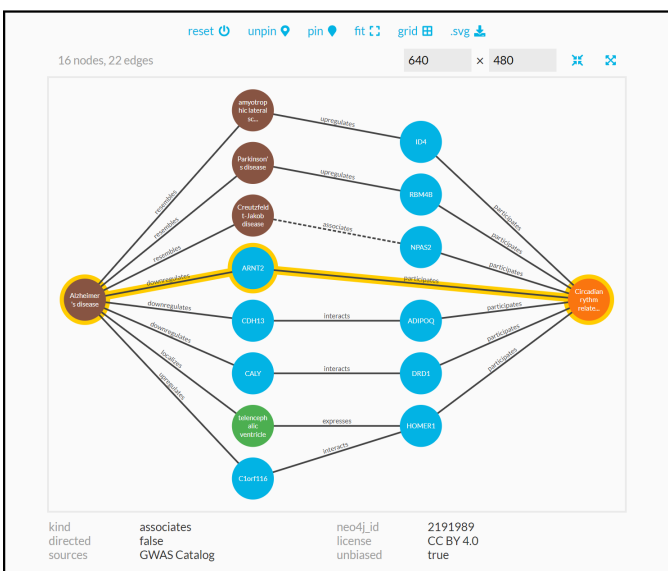 reset unpin pin fit grid .svg
16 nodes, 22 edges
640 × 480
amyotrop
hic lateral
sc...
upregulates
ID4
Parkinson'
s disease
upregulates
RBM4B
resembles
participates
Creutzfeld
t-Jakob
disease
associates
NPAS2
resembles
participates
resembles
participates
ARNT2
downregulates
participates
Alzheimer
's disease
Circadian
rythm
relate...
downregulates
CDH13
interacts
ADIPOQ
participates
downregulates
CALY
interacts
DRD1
participates
localizes
participates
upregulates
telenceph
alic
ventricle
expresses
HOMER1
interacts
C1orf116
kind associates neo4j_id 2191989
directed false license CC BY 4.0
sources GWAS Catalog unbiased true